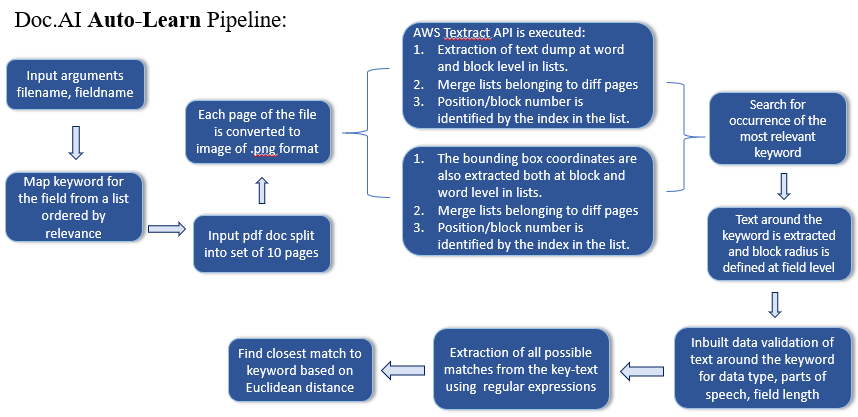 Doc.AI Auto-Learn Pipeline:
Input arguments
filename, fieldname
Map keyword for
the field from a list
ordered by
relevance
Input pdf doc split
into set of 10 pages
Each page of the file
is converted to
image of .png format
AWS Textract API is executed:
1. Extraction of text dump at word
and block level in lists.
2. Merge lists belonging to diff pages
3. Position/block number is
identified by the index in the list.
1. The bounding box coordinates are
also extracted both at block and
word level in lists.
2. Merge lists belonging to diff pages
3. Position/block number is
identified by the index in the list.
Search for
occurrence of the
most relevant
keyword
Text around the
keyword is extracted
and block radius is
defined at field level
Inbuilt data validation of
text around the keyword
for data type, parts of
speech, field length
Extraction of all possible
matches from the key-text
using regular expressions
Find closest match to
keyword based on
Euclidean distance